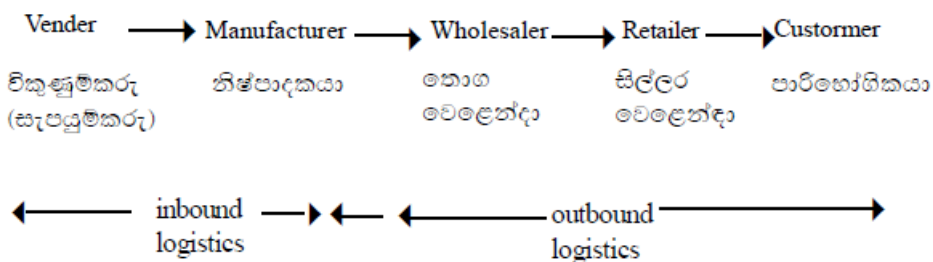 Vender Manufacturer Wholesaler Retailer Custormer
විකුණුම්කරු නිෂ්පාදකයා තොග සිල්ලර පාරිභෝගිකයා
(සැපයුම්කරු) වෙළෙන්දා වෙළෙන්ඳා
inbound outbound
logistics logistics